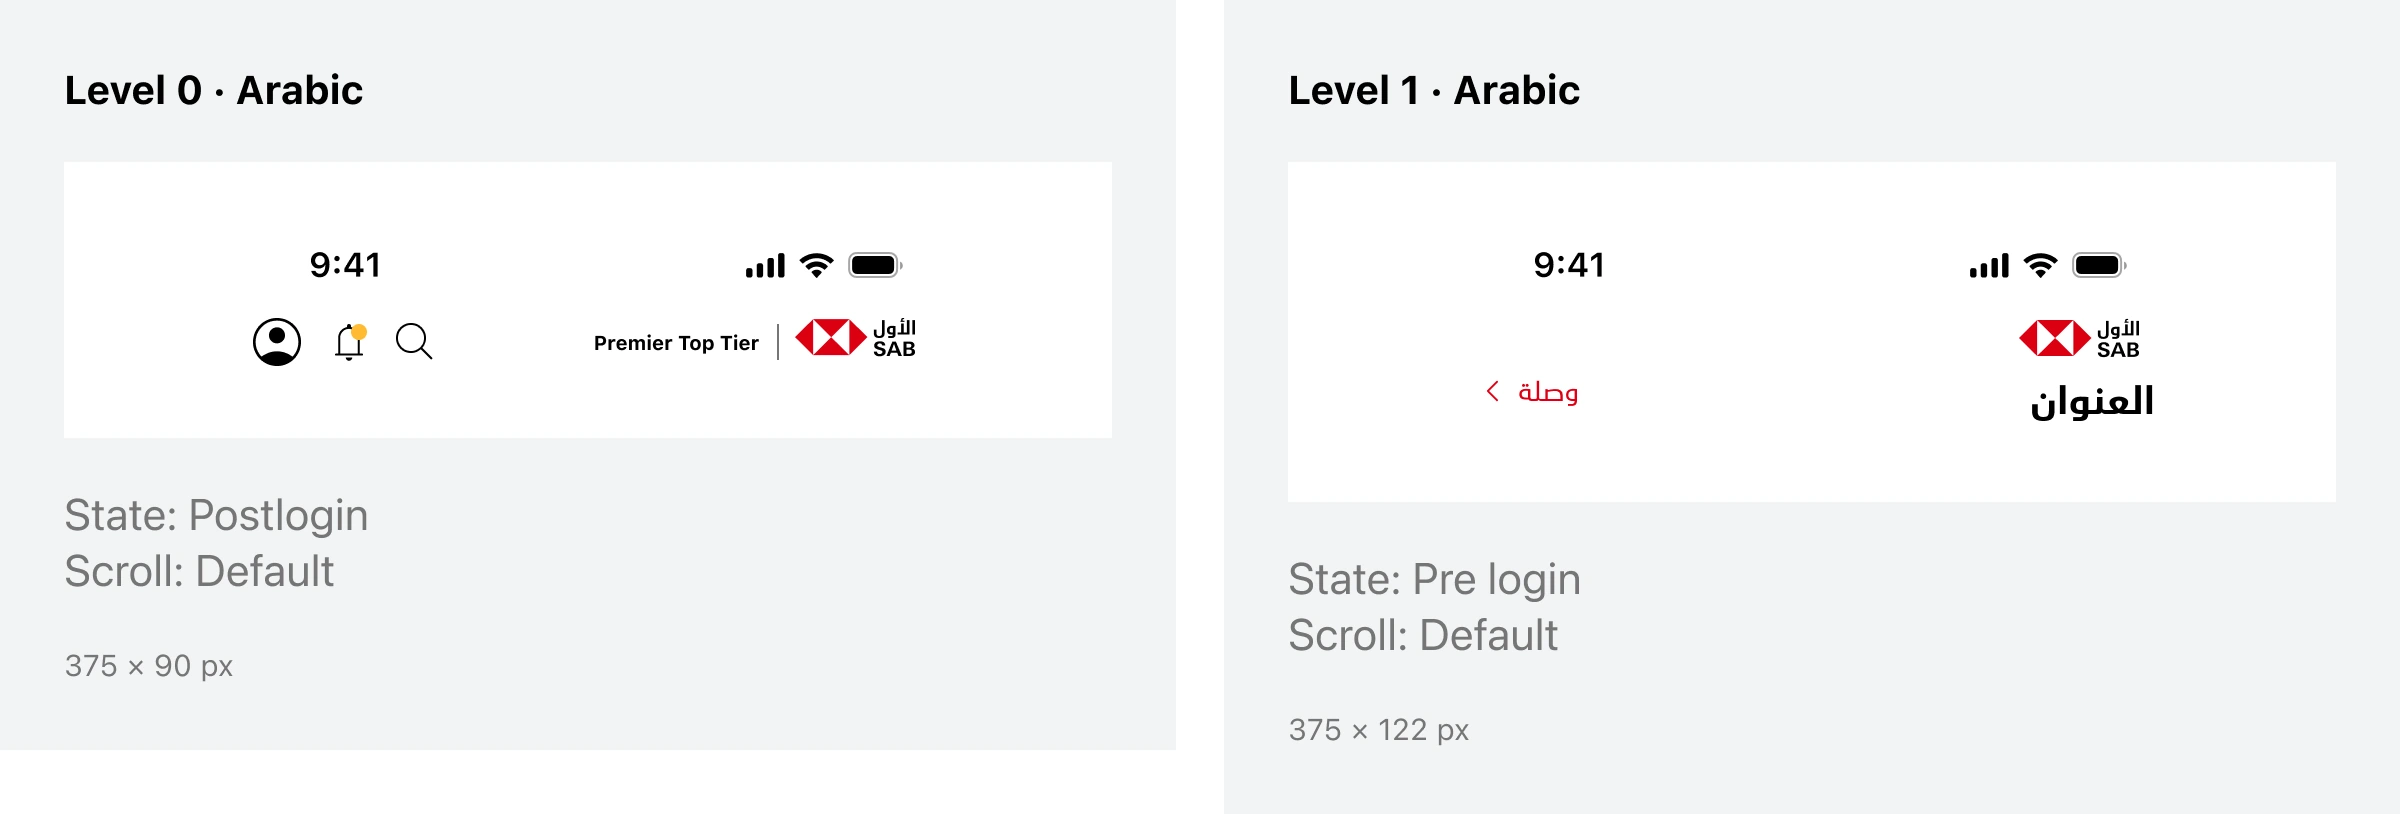 Level 0 · Arabic
9:41
Premier Top Tier
الأول
SAB
State: Postlogin
Scroll: Default
375 × 90 px
Level 1 · Arabic
9:41
الأول
SAB
وصلة
العنوان
State: Pre login
Scroll: Default
375 × 122 px